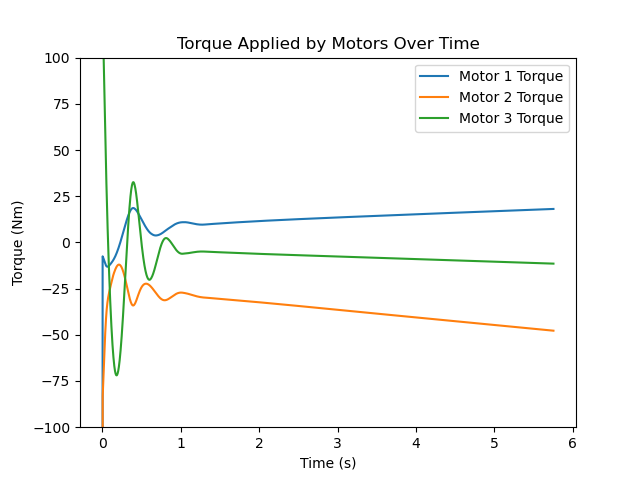 Torque Applied by Motors Over Time
Motor 1 Torque
Motor 2 Torque
Motor 3 Torque
Torque (Nm)
100
75
50
25
0
−25
−50
−75
−100
0 1 2 3 4 5 6
Time (s)